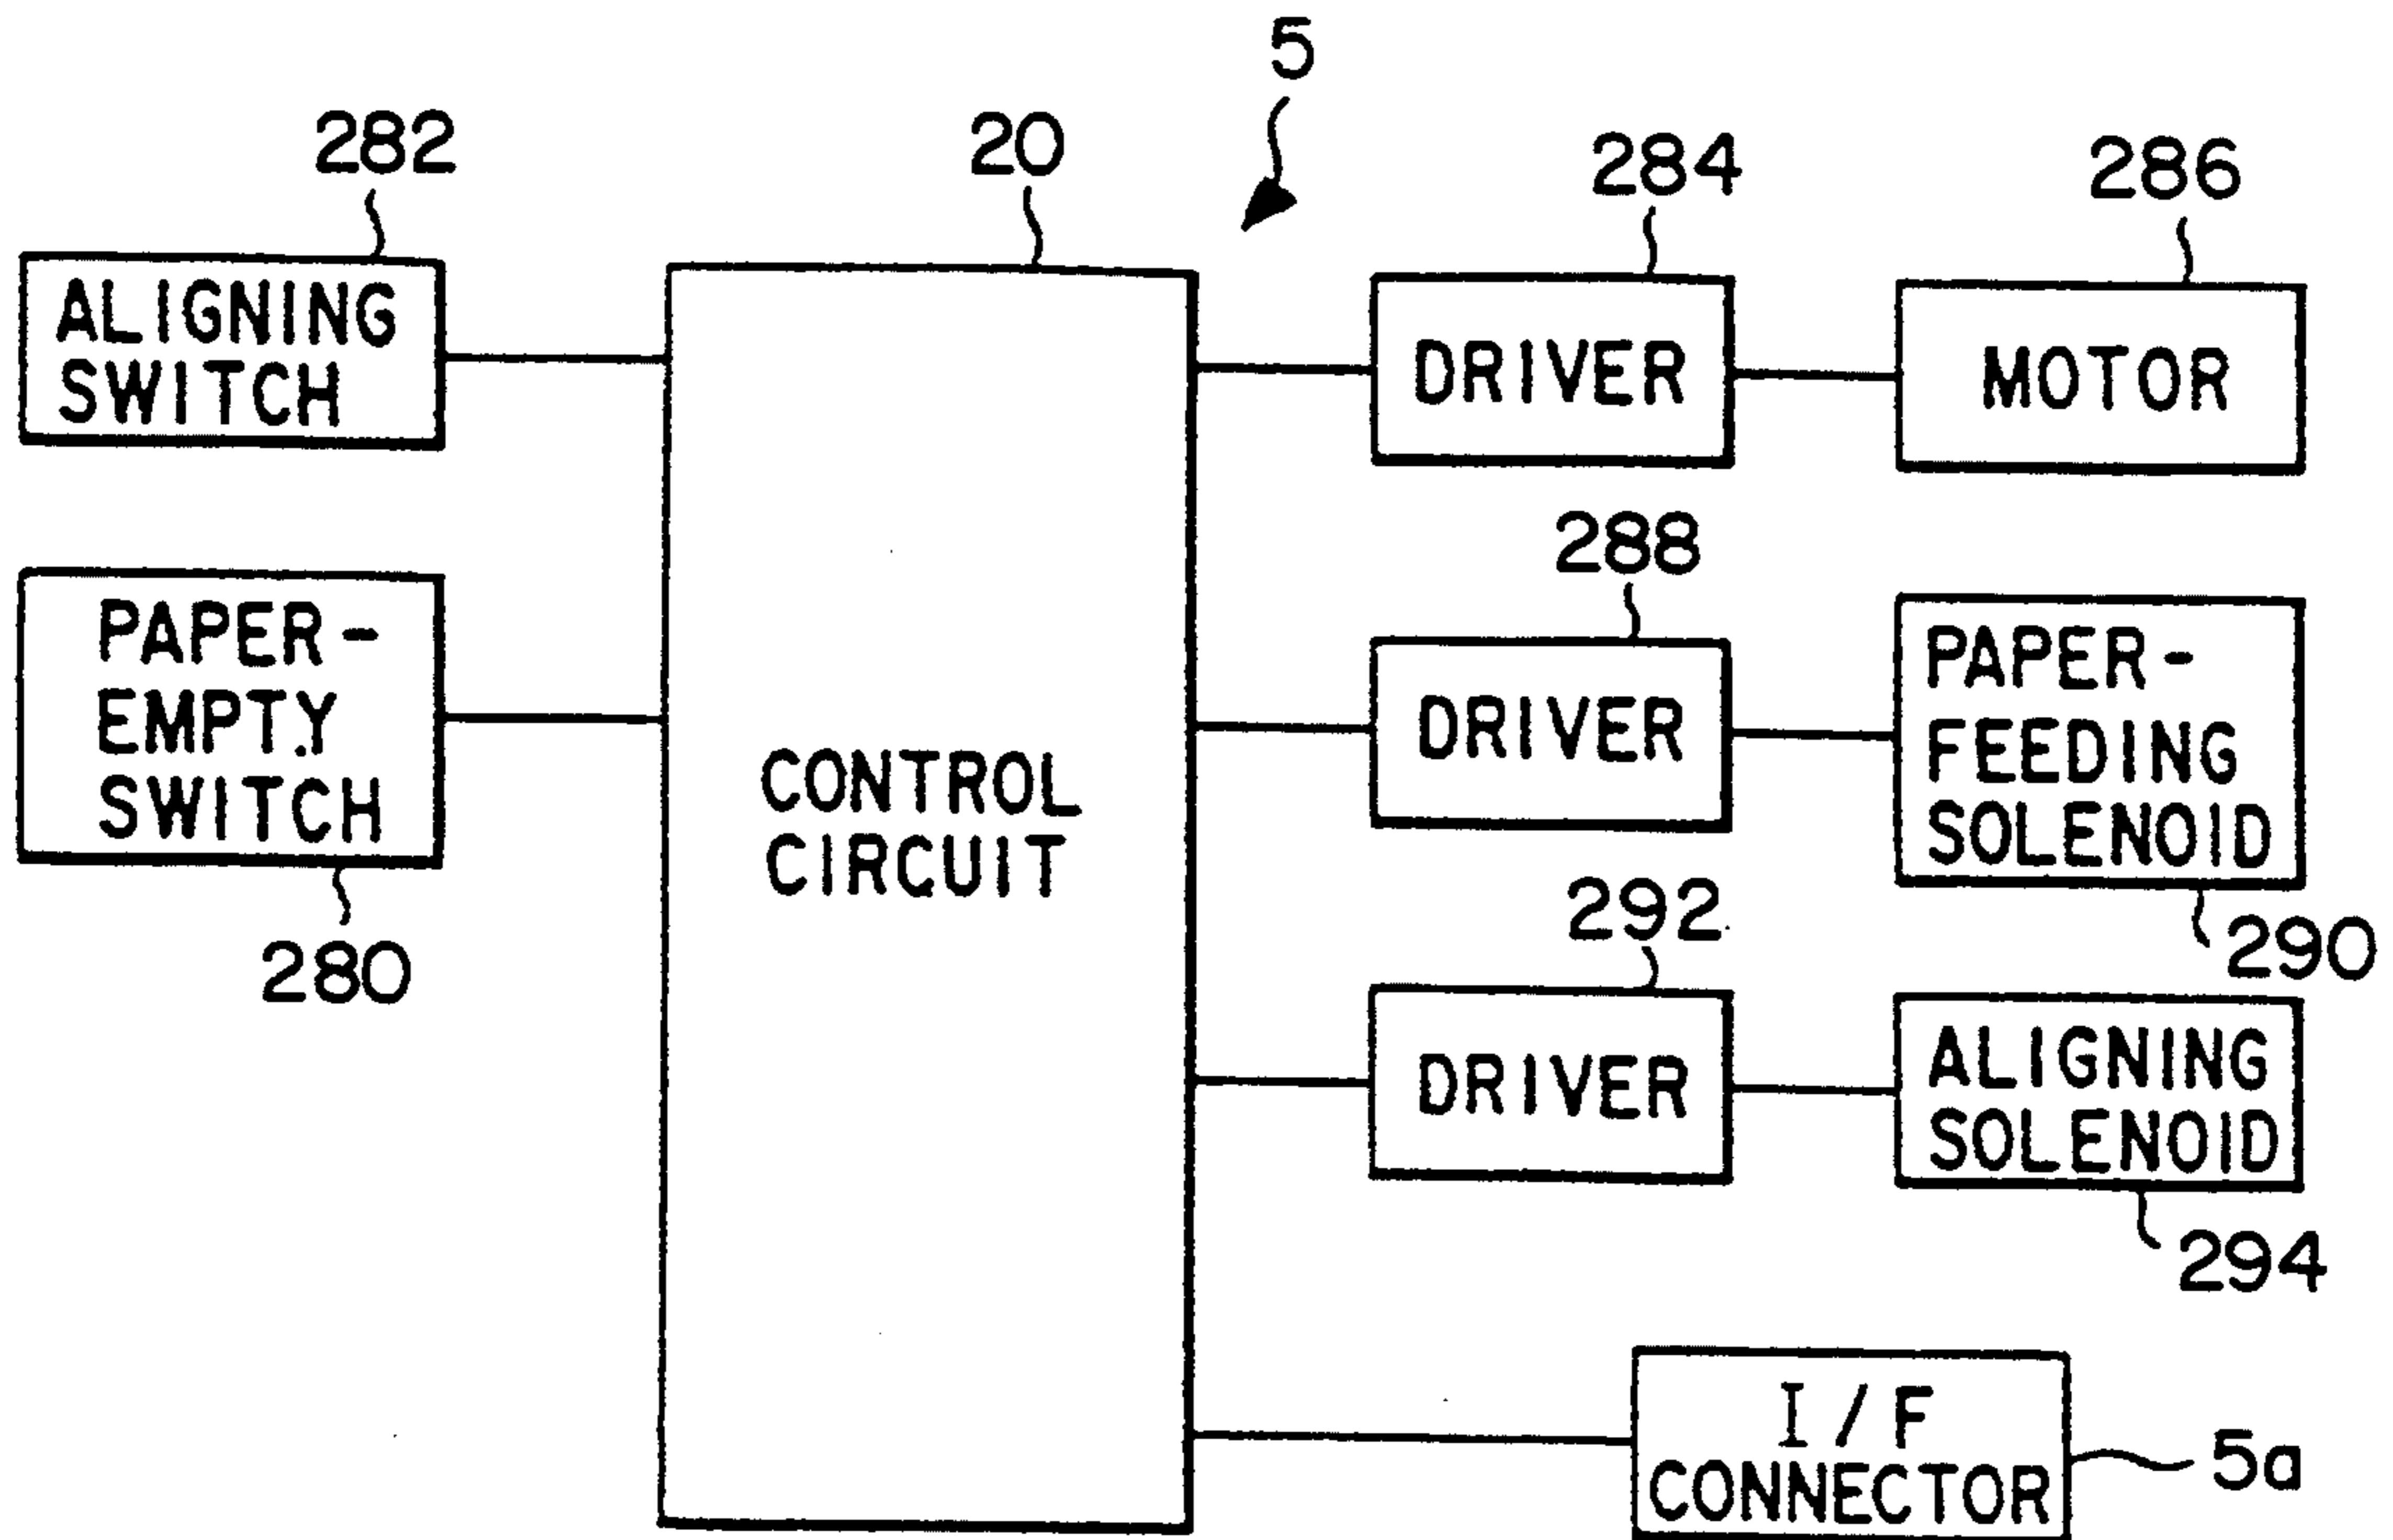 5
282
20
284
286
ALIGNING
SWITCH
DRIVER
MOTOR
288
PAPER-
EMPTY
SWITCH
DRIVER
PAPER-
FEEDING
SOLENOID
CONTROL
CIRCUIT
280
292
290
DRIVER
ALIGNING
SOLENOID
294
I/F
CONNECTOR
5a